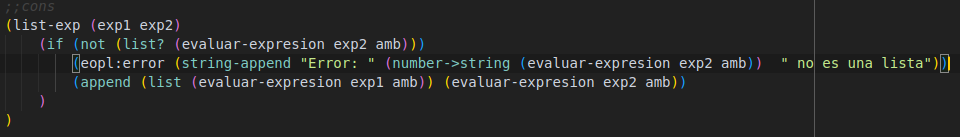 ;;cons
(list-exp (exp1 exp2)
(if (not (list? (evaluar-expresion exp2 amb)))
(eopl:error (string-append "Error: " (number->string (evaluar-expresion exp2 amb))  " no es una lista"))
(append (list (evaluar-expresion exp1 amb)) (evaluar-expresion exp2 amb))
)
)